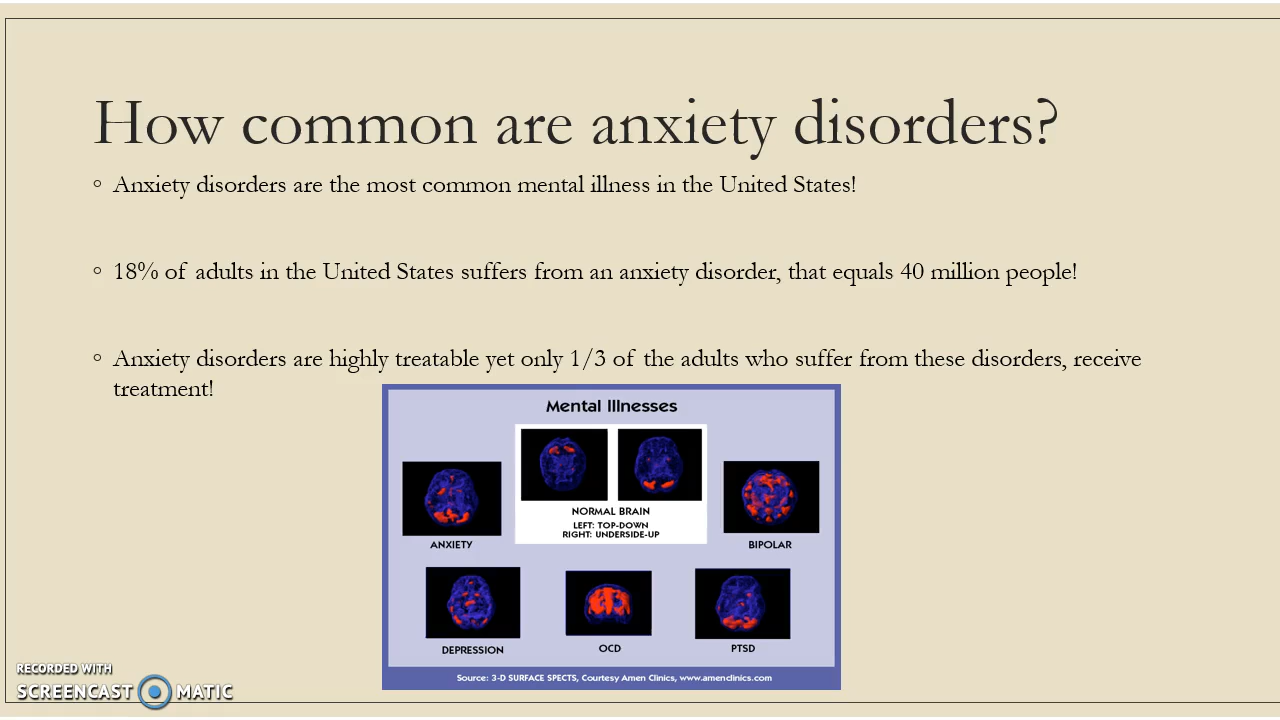 How common are anxiety disorders?
◦ Anxiety disorders are the most common mental illness in the United States!
◦ 18% of adults in the United States suffers from an anxiety disorder, that equals 40 million people!
◦ Anxiety disorders are highly treatable yet only 1/3 of the adults who suffer from these disorders, receive
treatment!
Mental Illnesses
NORMAL BRAIN
LEFT: TOP-DOWN
RIGHT: UNDERSIDE-UP
ANXIETY
BIPOLAR
DEPRESSION
OCD
PTSD
Source: 3-D SURFACE SPECTS, Courtesy Amen Clinics, www.amenclinics.com
RECORDED WITH
SCREENCAST MATIC